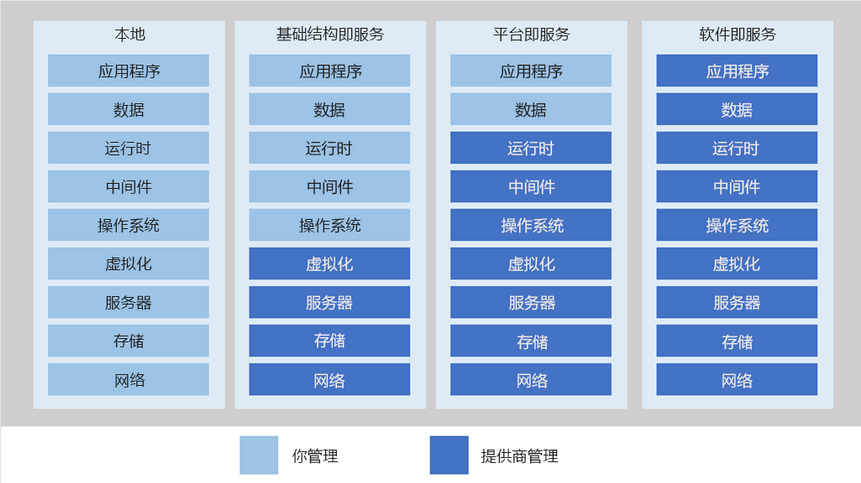 本地
应用程序
数据
运行时
中间件
操作系统
虚拟化
服务器
存储
网络
基础结构即服务
应用程序
数据
运行时
中间件
操作系统
虚拟化
服务器
存储
网络
平台即服务
应用程序
数据
运行时
中间件
操作系统
虚拟化
服务器
存储
网络
软件即服务
应用程序
数据
运行时
中间件
操作系统
虚拟化
服务器
存储
网络
你管理
提供商管理